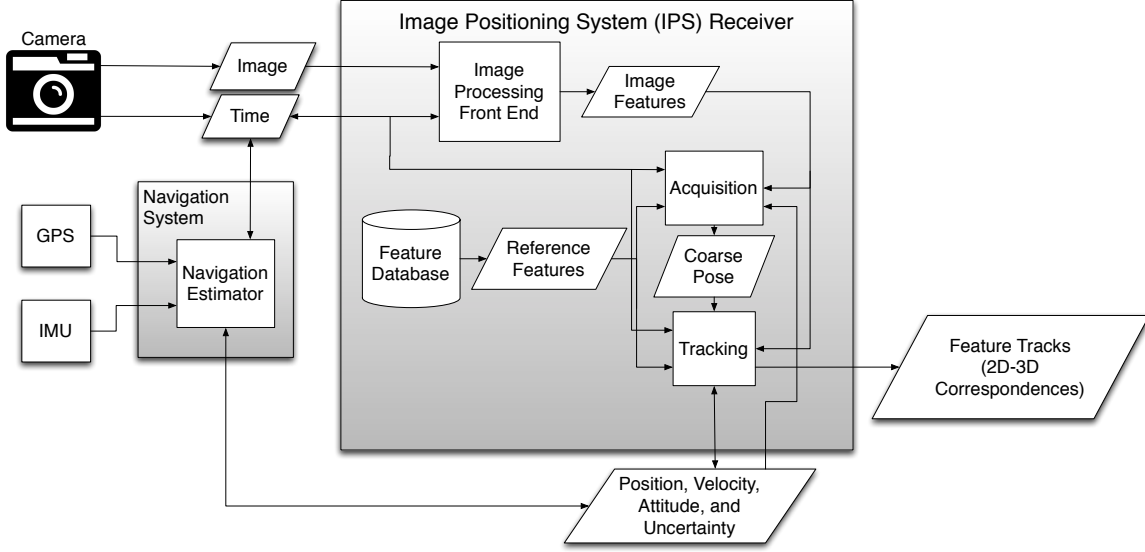 Image Positioning System (IPS) Receiver
Camera
Image
Time
Image
Processing
Front End
Image
Features
Navigation
System
GPS
IMU
Navigation
Estimator
Acquisition
Feature
Database
Reference
Features
Coarse
Pose
Tracking
Feature Tracks
(2D-3D
Correspondences)
Position, Velocity,
Attitude, and
Uncertainty